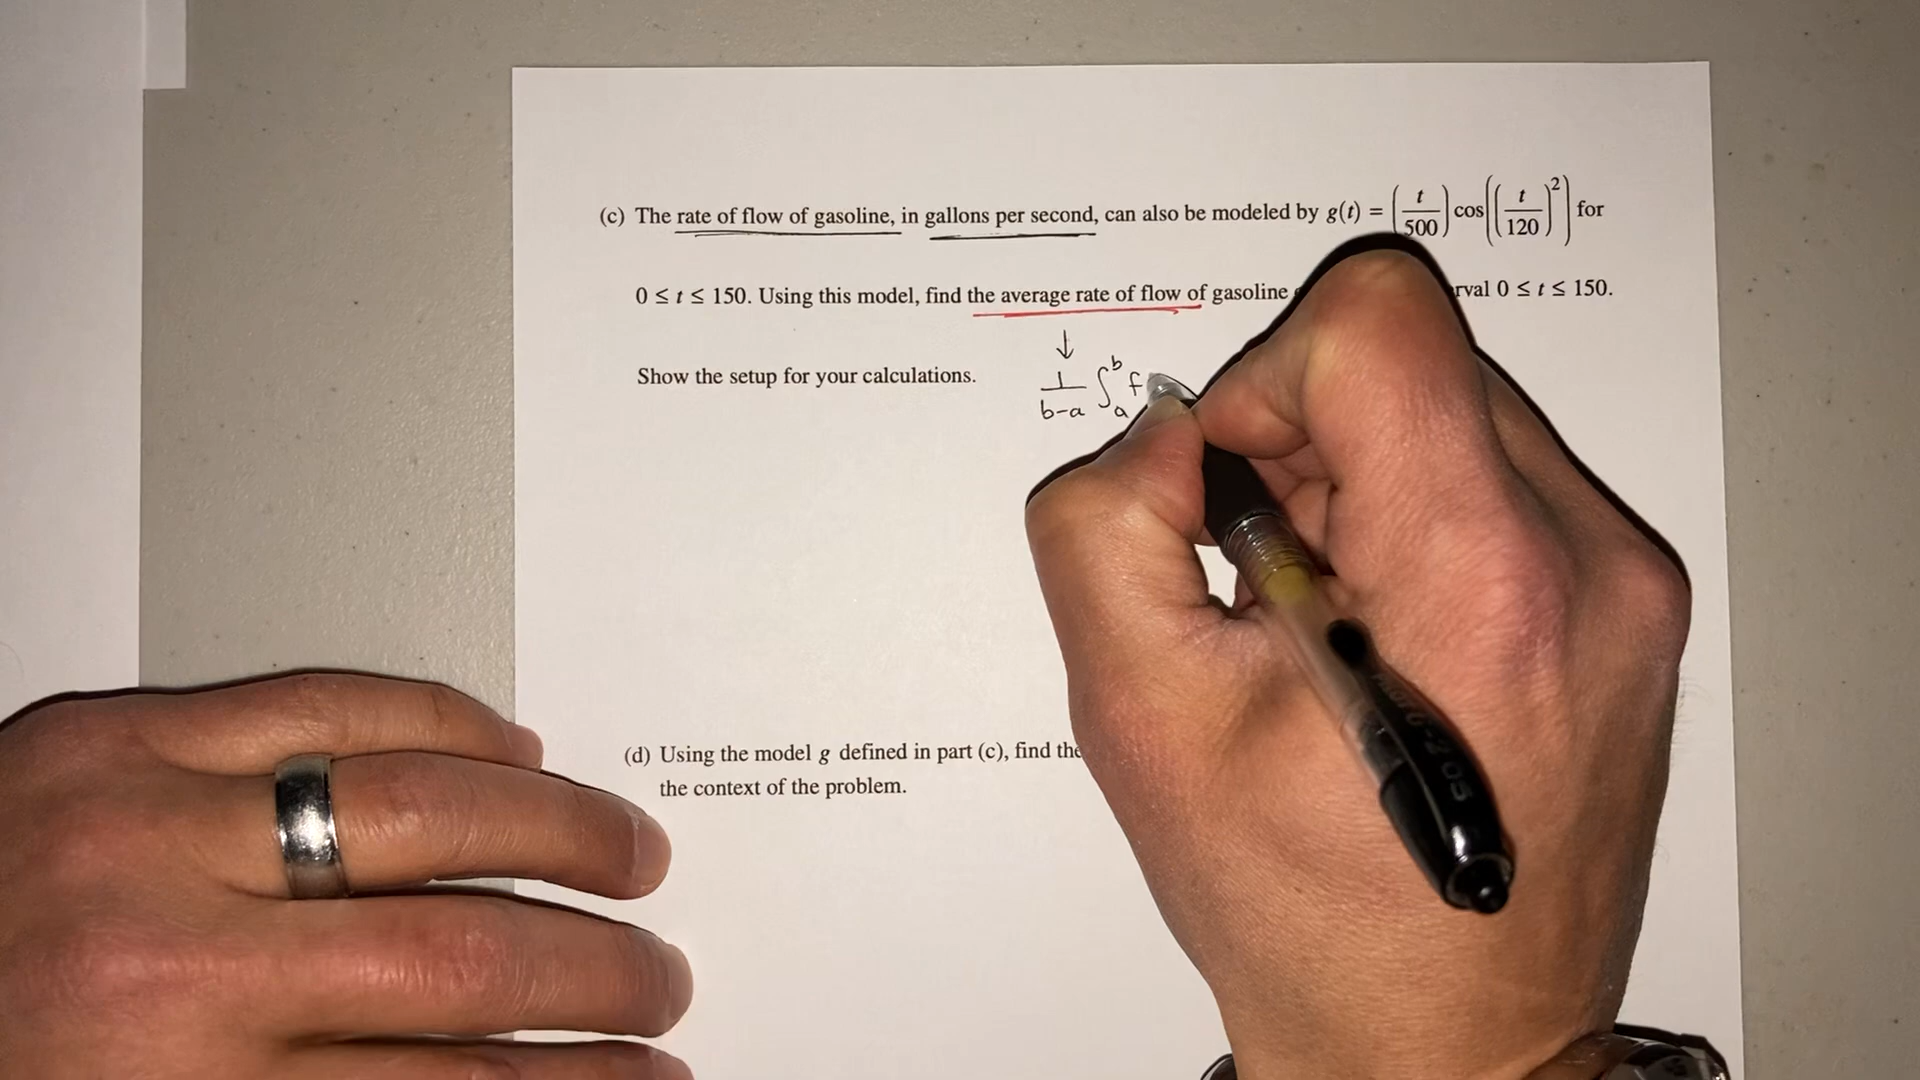 (c) The rate of flow of gasoline, in gallons per second, can also be modeled by g(t) = (t/500) cos((t/120)²) for
0 ≤ t ≤ 150. Using this model, find the average rate of flow of gasoline rval 0 ≤ t ≤ 150.
↓
Show the setup for your calculations. 1/(b-a) ∫_a^b f
(d) Using the model g defined in part (c), find the
the context of the problem.